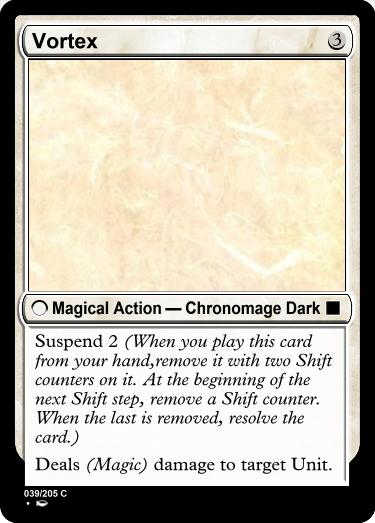 Vortex 3
Magical Action — Chronomage Dark
Suspend 2 (When you play this card
from your hand,remove it with two Shift
counters on it. At the beginning of the
next Shift step, remove a Shift counter.
When the last is removed, resolve the
card.)
Deals (Magic) damage to target Unit.
039/205 C